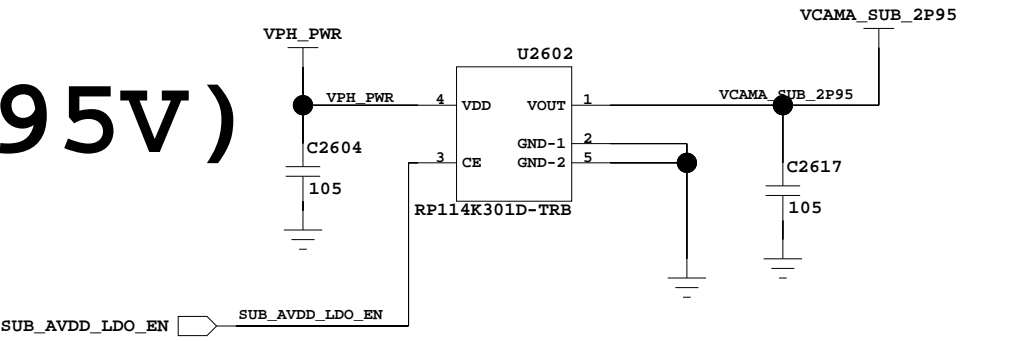 VCAMA_SUB_2P95
VPH_PWR
U2602
95V)
VPH_PWR
4
VDD
VOUT
1
VCAMA_SUB_2P95
GND-1
2
C2604
3
CE
GND-2
5
C2617
105
105
RP114K301D-TRB
SUB_AVDD_LDO_EN
SUB_AVDD_LDO_EN